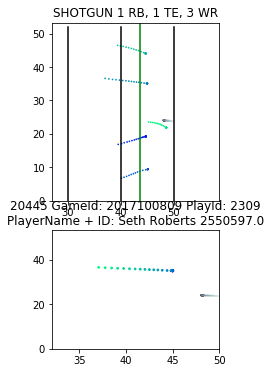 SHOTGUN 1 RB, 1 TE, 3 WR
50
40
30
20
10
0
30 40 50
20445 GameId: 2017100809 PlayId: 2309
PlayerName + ID: Seth Roberts 2550597.0
40
20
0
35 40 45 50